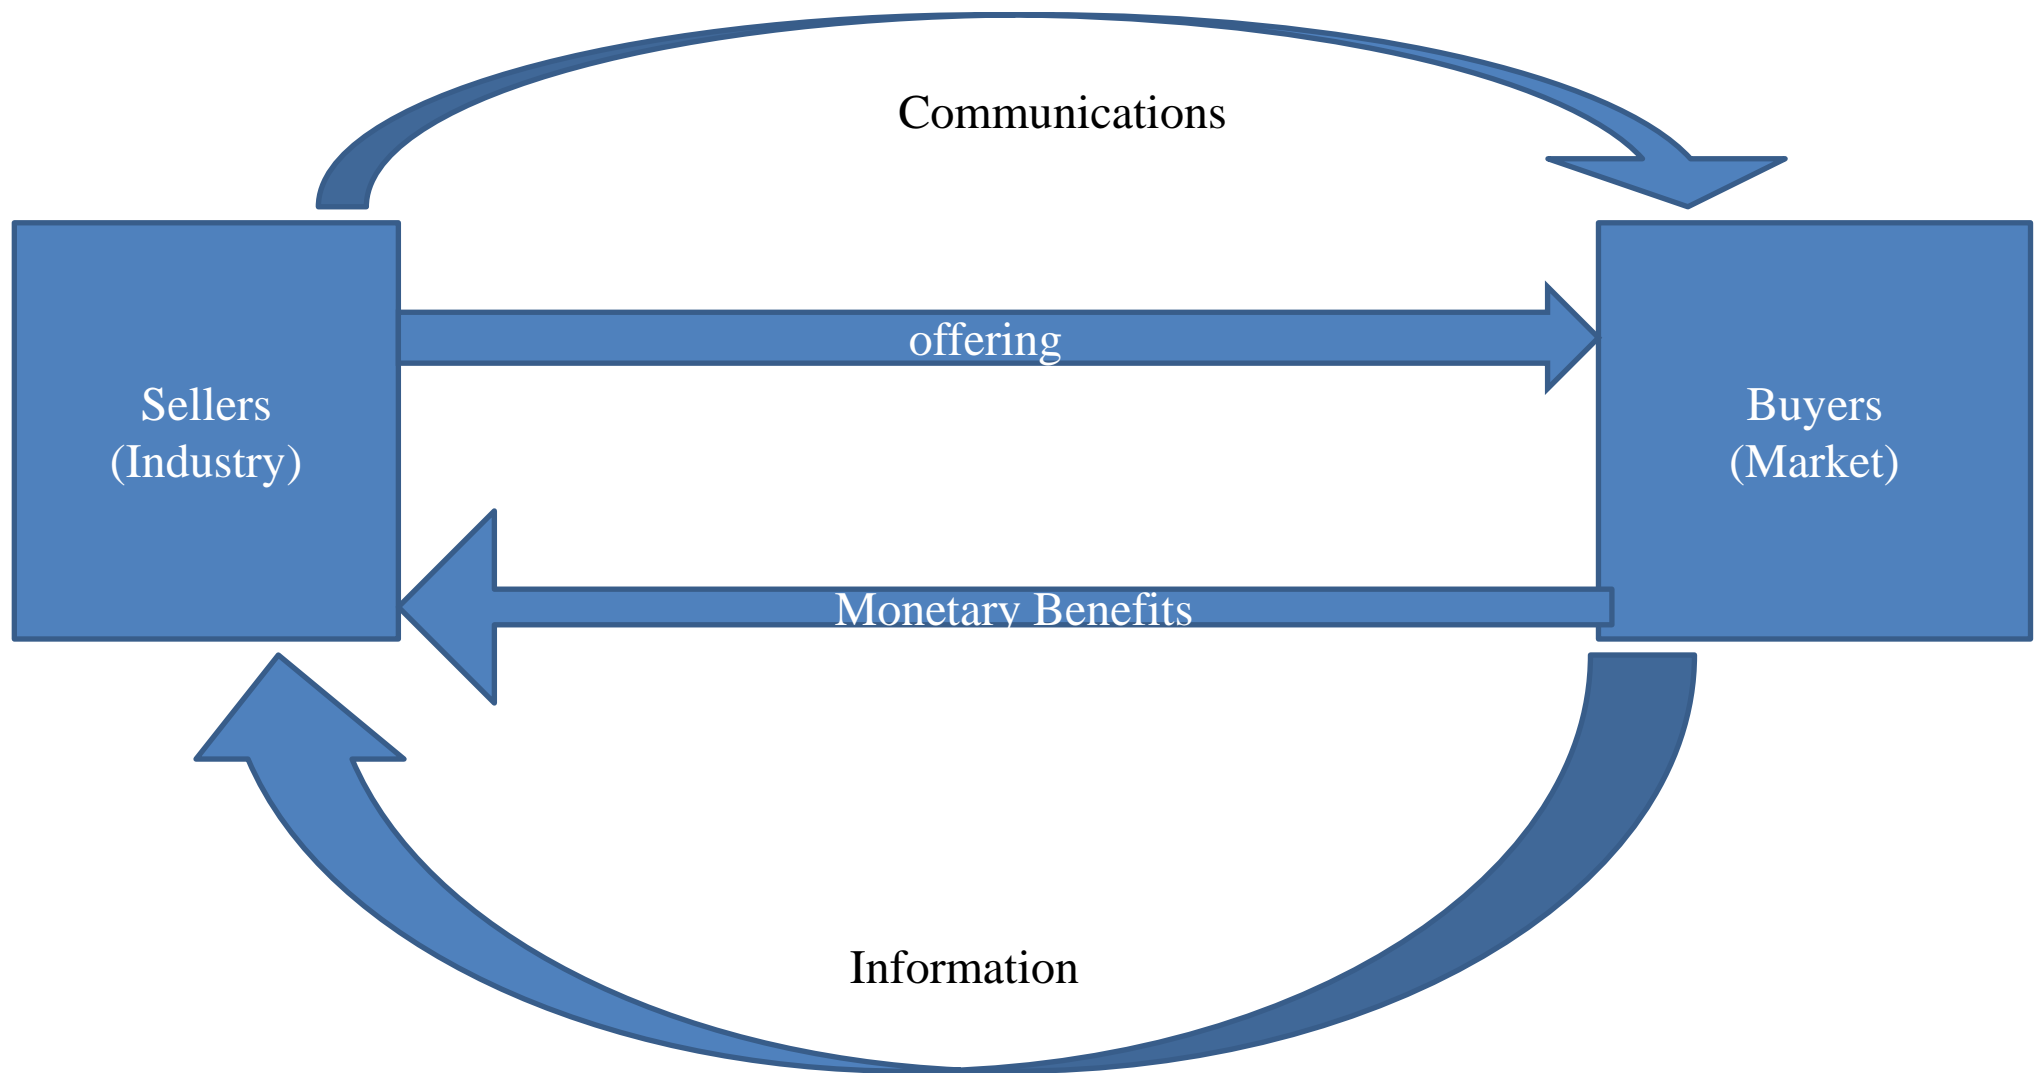 Communications
offering
Sellers
(Industry)
Buyers
(Market)
Monetary Benefits
Information